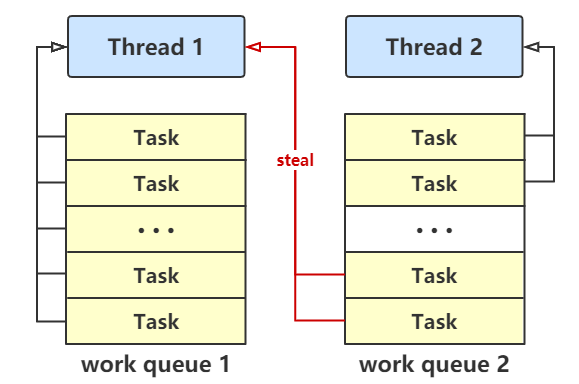 Thread 1
Thread 2
Task
Task
• • •
Task
Task
work queue 1
steal
Task
Task
• • •
Task
Task
work queue 2